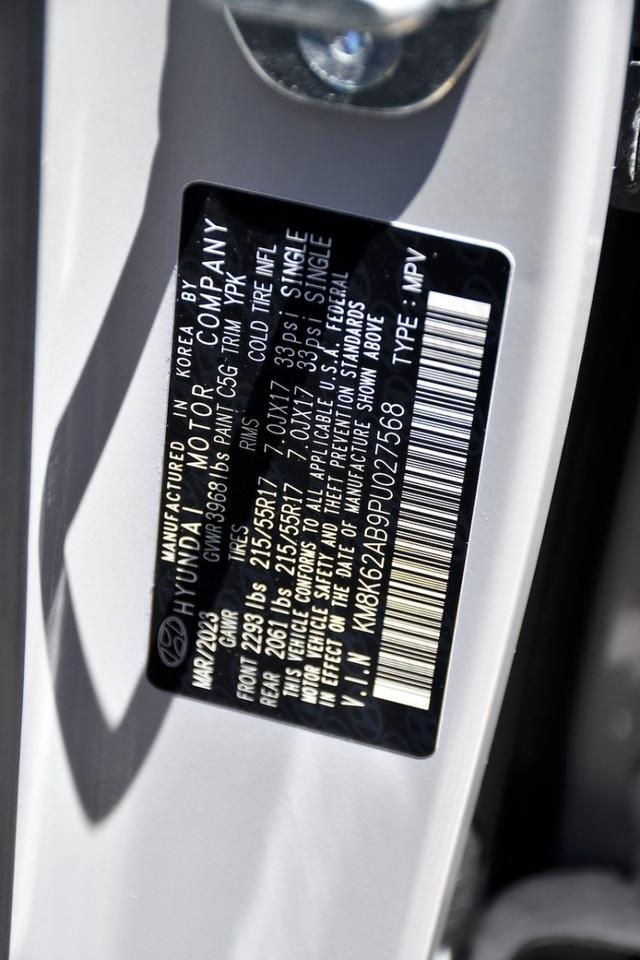 MANUFACTURED IN KOREA BY
HYUNDAI MOTOR COMPANY
MAR/2023 GVWR 3968 lbs PAINT C5G TRIM YPK
GAWR TIRES RIMS COLD TIRE INFL
FRONT 2293 lbs 215/55R17 7.0JX17 33psi SINGLE
REAR 2061 lbs 215/55R17 7.0JX17 33psi SINGLE
THIS VEHICLE CONFORMS TO ALL APPLICABLE U.S.A. FEDERAL
MOTOR VEHICLE SAFETY AND THEFT PREVENTION STANDARDS
IN EFFECT ON THE DATE OF MANUFACTURE SHOWN ABOVE
V.I.N KM8K62AB9PU027568 TYPE : MPV